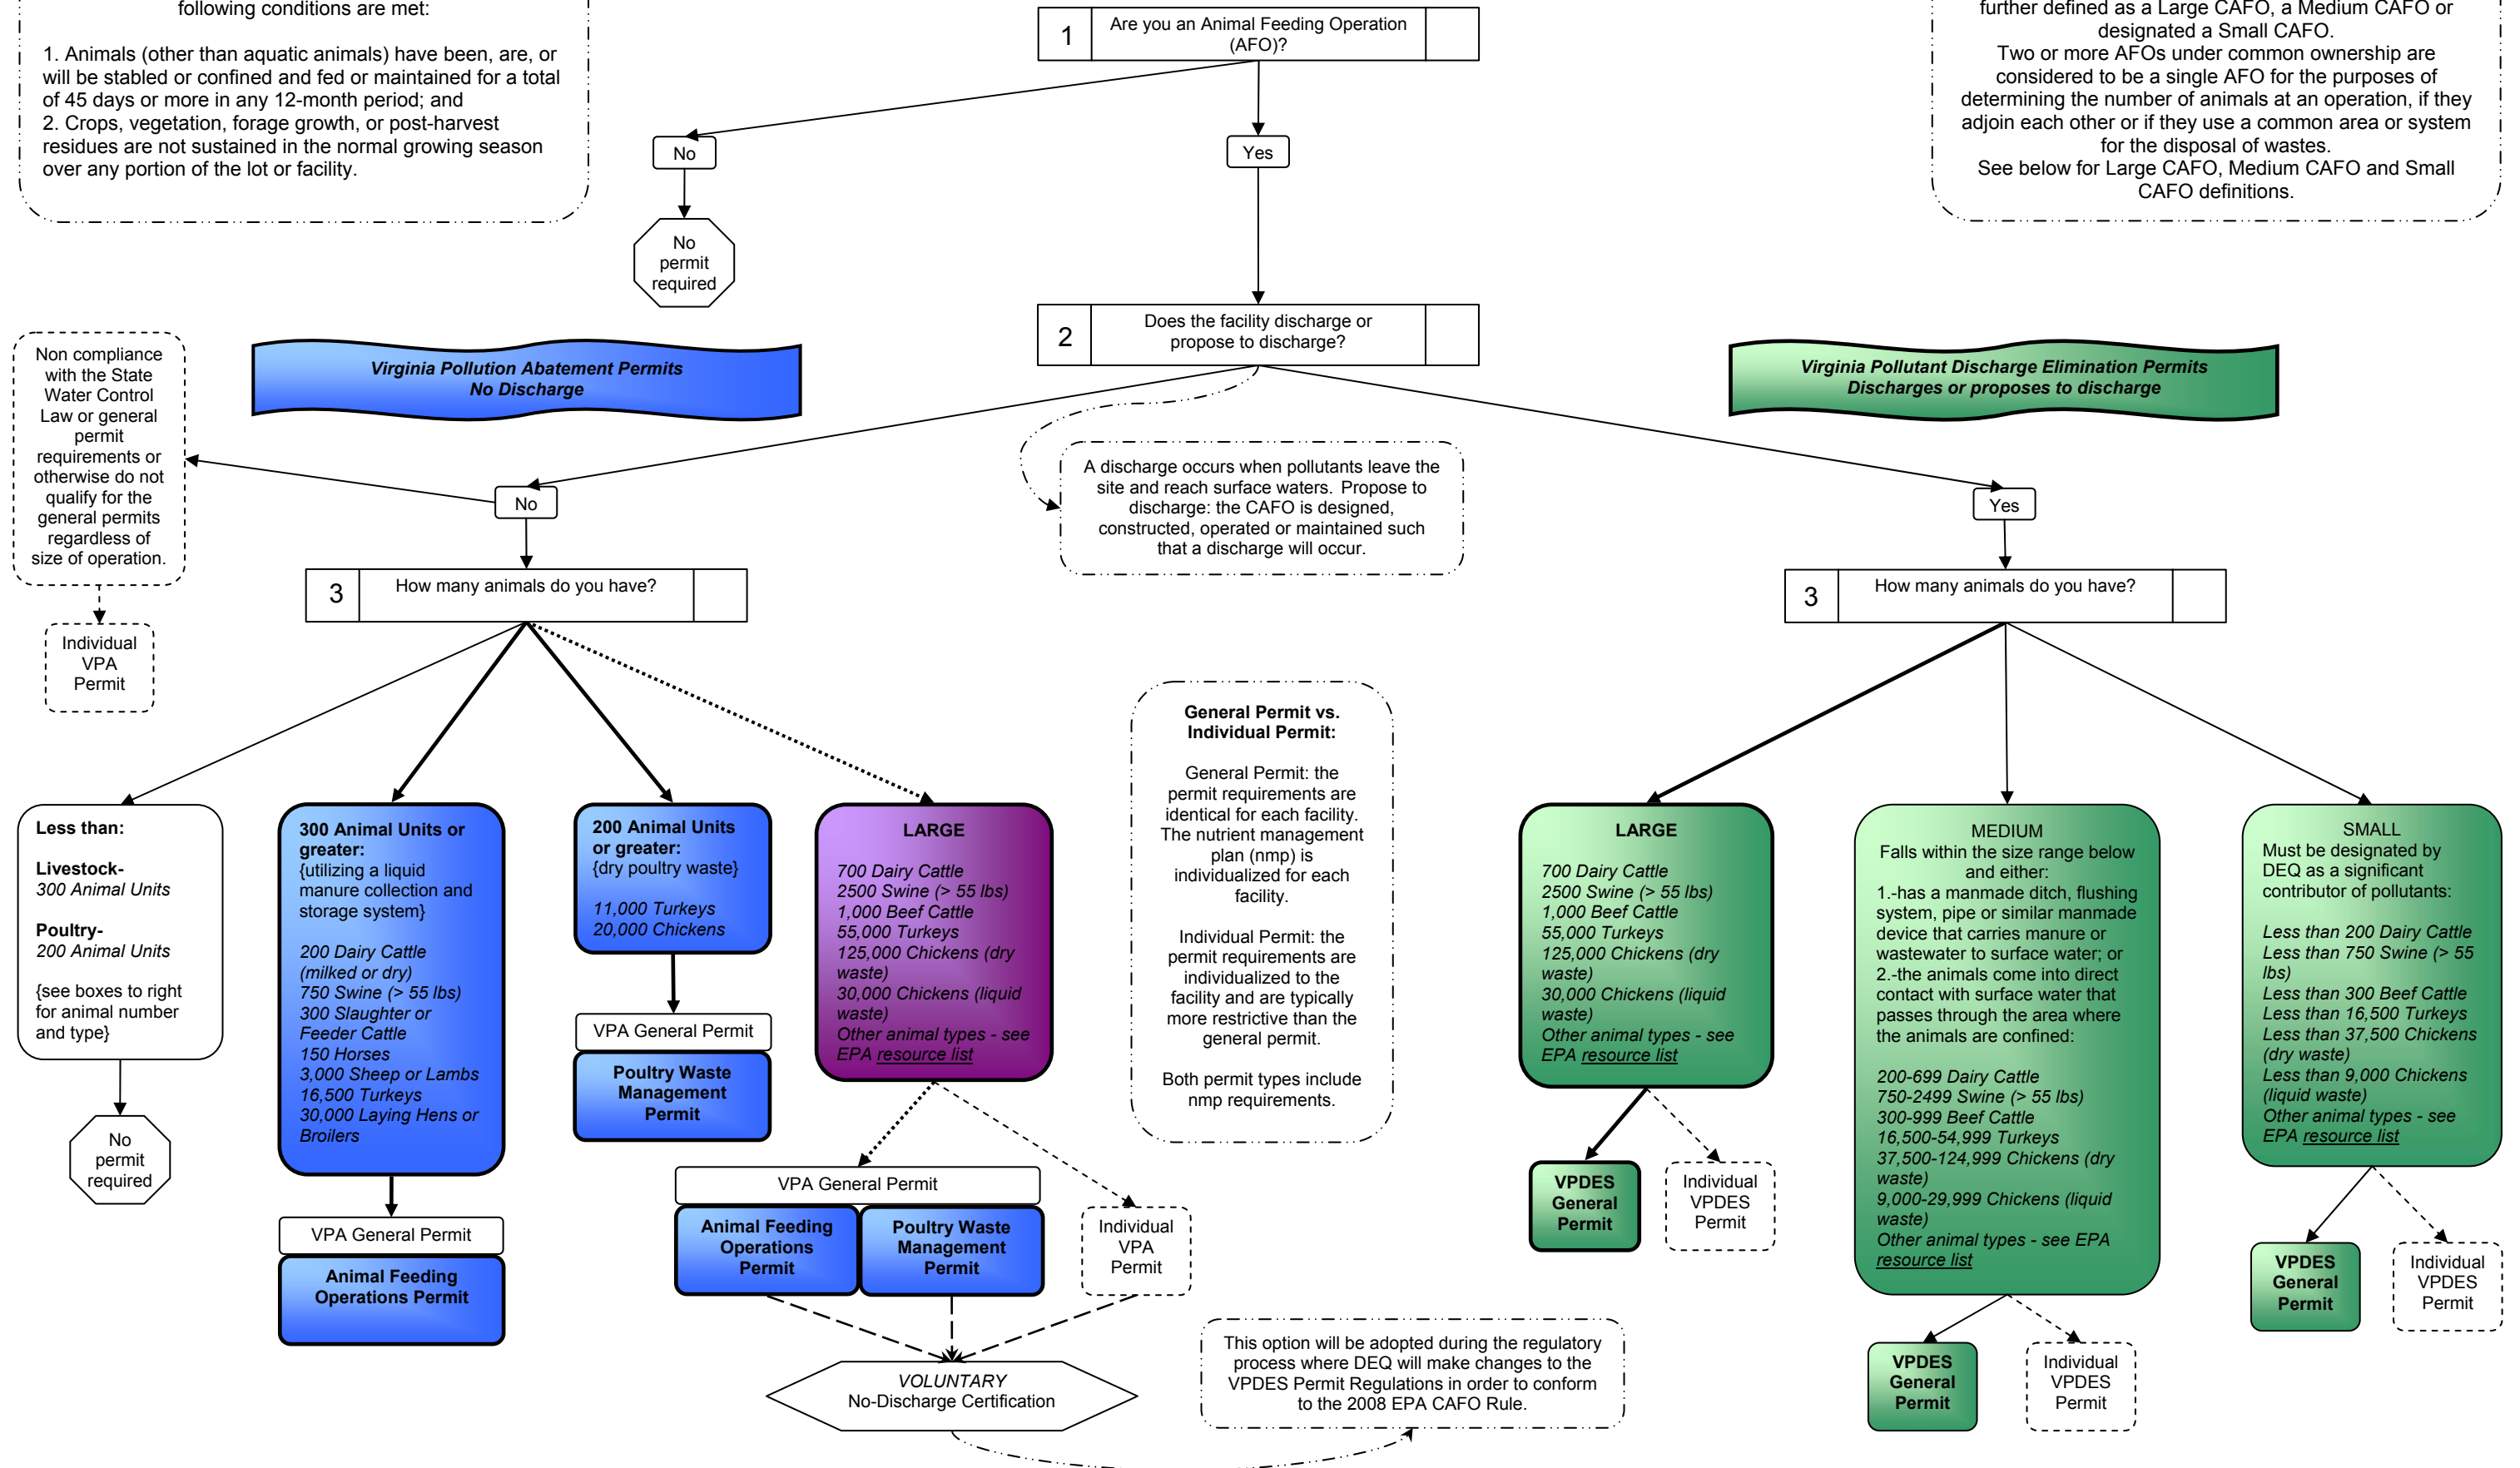 following conditions are met:
1. Animals (other than aquatic animals) have been, are, or
will be stabled or confined and fed or maintained for a total
of 45 days or more in any 12-month period; and
2. Crops, vegetation, forage growth, or post-harvest
residues are not sustained in the normal growing season
over any portion of the lot or facility.
1
Are you an Animal Feeding Operation
(AFO)?
further defined as a Large CAFO, a Medium CAFO or
designated a Small CAFO.
Two or more AFOs under common ownership are
considered to be a single AFO for the purposes of
determining the number of animals at an operation, if they
adjoin each other or if they use a common area or system
for the disposal of wastes.
See below for Large CAFO, Medium CAFO and Small
CAFO definitions.
No
Yes
No
permit
required
2
Does the facility discharge or
propose to discharge?
Non compliance
with the State
Water Control
Law or general
permit
requirements or
otherwise do not
qualify for the
general permits
regardless of
size of operation.
Individual
VPA
Permit
Virginia Pollution Abatement Permits
No Discharge
Virginia Pollutant Discharge Elimination Permits
Discharges or proposes to discharge
A discharge occurs when pollutants leave the
site and reach surface waters. Propose to
discharge: the CAFO is designed,
constructed, operated or maintained such
that a discharge will occur.
No
Yes
3
How many animals do you have?
3
How many animals do you have?
Less than:
Livestock-
300 Animal Units
Poultry-
200 Animal Units
{see boxes to right
for animal number
and type}
No
permit
required
300 Animal Units or
greater:
{utilizing a liquid
manure collection and
storage system}
200 Dairy Cattle
(milked or dry)
750 Swine (> 55 lbs)
300 Slaughter or
Feeder Cattle
150 Horses
3,000 Sheep or Lambs
16,500 Turkeys
30,000 Laying Hens or
Broilers
VPA General Permit
Animal Feeding
Operations Permit
200 Animal Units
or greater:
{dry poultry waste}
11,000 Turkeys
20,000 Chickens
VPA General Permit
Poultry Waste
Management
Permit
LARGE
700 Dairy Cattle
2500 Swine (> 55 lbs)
1,000 Beef Cattle
55,000 Turkeys
125,000 Chickens (dry
waste)
30,000 Chickens (liquid
waste)
Other animal types - see
EPA resource list
VPA General Permit
Animal Feeding
Operations
Permit
Poultry Waste
Management
Permit
Individual
VPA
Permit
VOLUNTARY
No-Discharge Certification
General Permit vs.
Individual Permit:
General Permit: the
permit requirements are
identical for each facility.
The nutrient management
plan (nmp) is
individualized for each
facility.
Individual Permit: the
permit requirements are
individualized to the
facility and are typically
more restrictive than the
general permit.
Both permit types include
nmp requirements.
This option will be adopted during the regulatory
process where DEQ will make changes to the
VPDES Permit Regulations in order to conform
to the 2008 EPA CAFO Rule.
LARGE
700 Dairy Cattle
2500 Swine (> 55 lbs)
1,000 Beef Cattle
55,000 Turkeys
125,000 Chickens (dry
waste)
30,000 Chickens (liquid
waste)
Other animal types - see
EPA resource list
VPDES
General
Permit
Individual
VPDES
Permit
MEDIUM
Falls within the size range below
and either:
1.-has a manmade ditch, flushing
system, pipe or similar manmade
device that carries manure or
wastewater to surface water; or
2.-the animals come into direct
contact with surface water that
passes through the area where
the animals are confined:
200-699 Dairy Cattle
750-2499 Swine (> 55 lbs)
300-999 Beef Cattle
16,500-54,999 Turkeys
37,500-124,999 Chickens (dry
waste)
9,000-29,999 Chickens (liquid
waste)
Other animal types - see EPA
resource list
VPDES
General
Permit
Individual
VPDES
Permit
SMALL
Must be designated by
DEQ as a significant
contributor of pollutants:
Less than 200 Dairy Cattle
Less than 750 Swine (> 55
lbs)
Less than 300 Beef Cattle
Less than 16,500 Turkeys
Less than 37,500 Chickens
(dry waste)
Less than 9,000 Chickens
(liquid waste)
Other animal types - see
EPA resource list
VPDES
General
Permit
Individual
VPDES
Permit